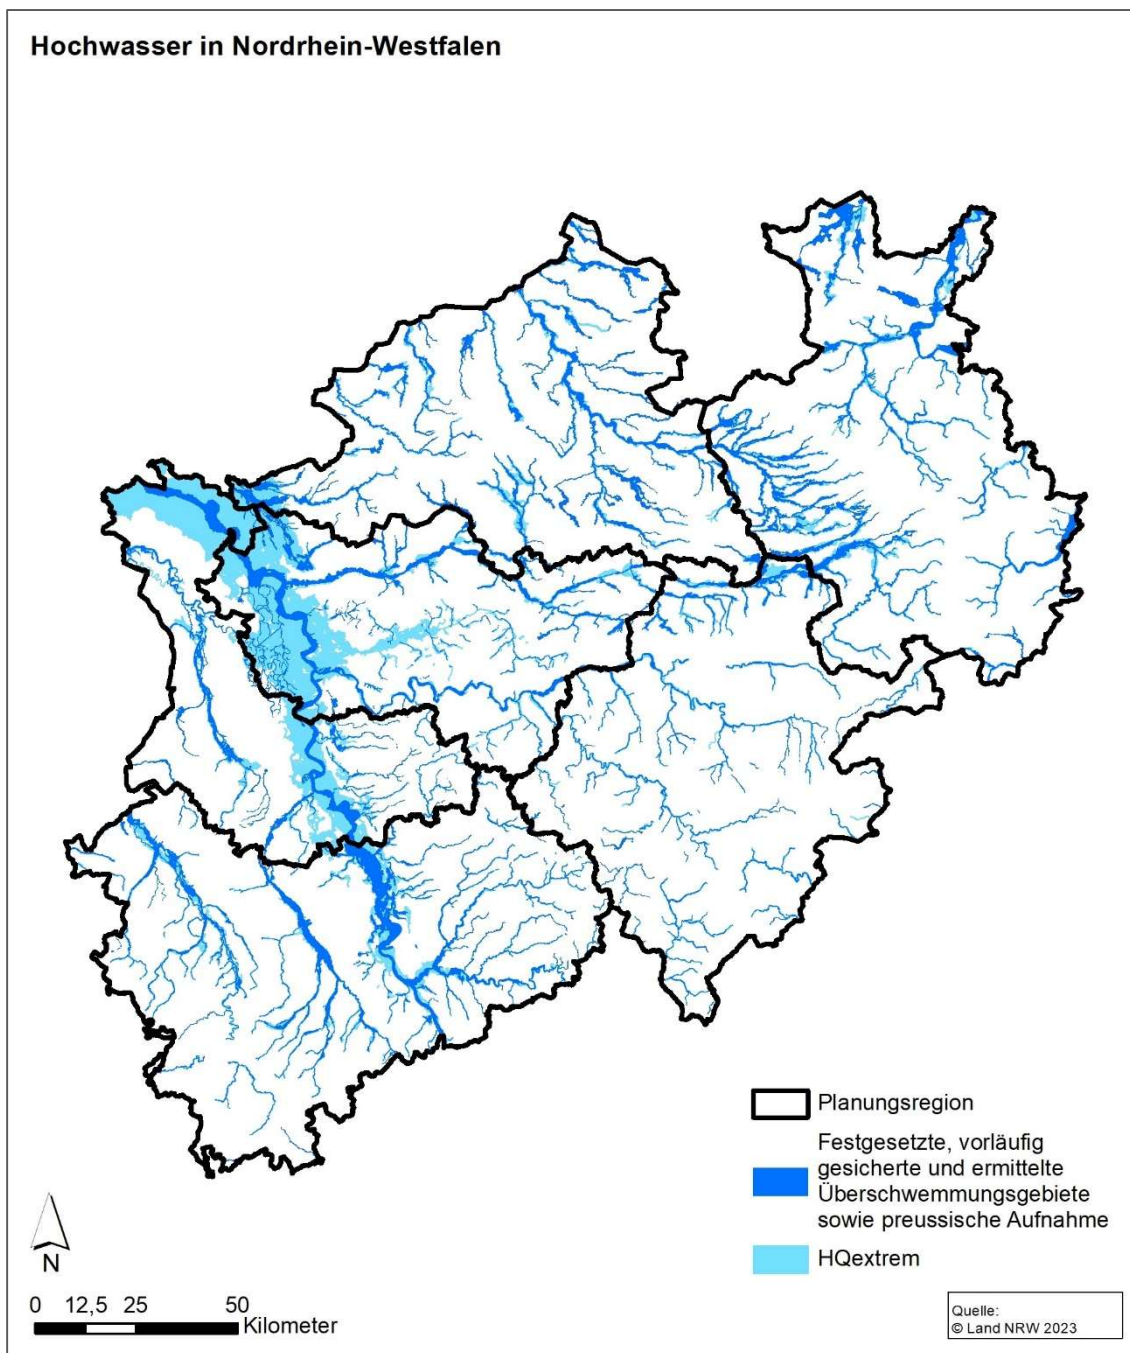 Hochwasser in Nordrhein-Westfalen
Planungsregion
Festgesetzte, vorläufig
gesicherte und ermittelte
Überschwemmungsgebiete
sowie preussische Aufnahme
HQextrem
N
0 12,5 25 50
Kilometer
Quelle:
© Land NRW 2023